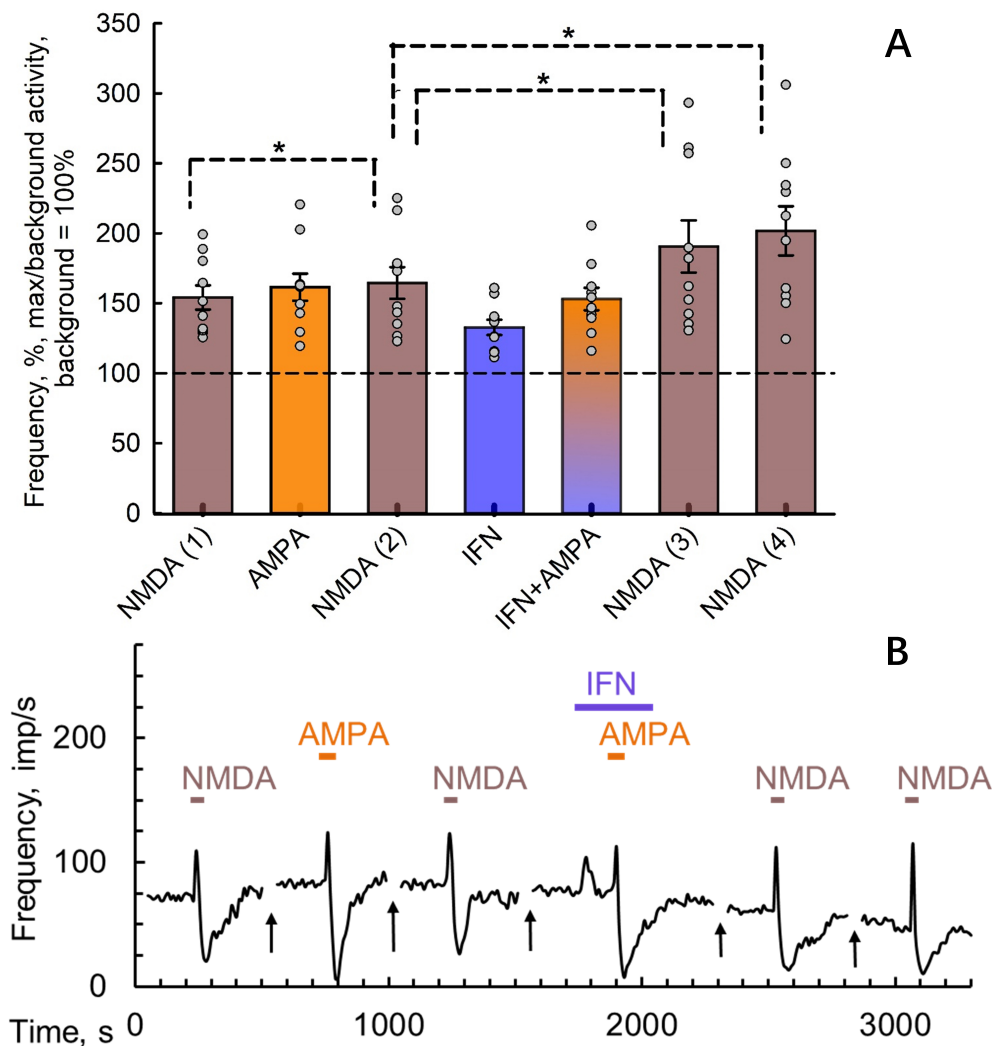 A
Frequency, %, max/background activity,
background = 100%
350
300
250
200
150
100
50
0
*
*
*
NMDA (1)
AMPA
NMDA (2)
IFN
IFN+AMPA
NMDA (3)
NMDA (4)
B
Frequency, imp/s
200
100
0
IFN
AMPA
AMPA
NMDA
NMDA
NMDA
NMDA
Time, s 0 1000 2000 3000